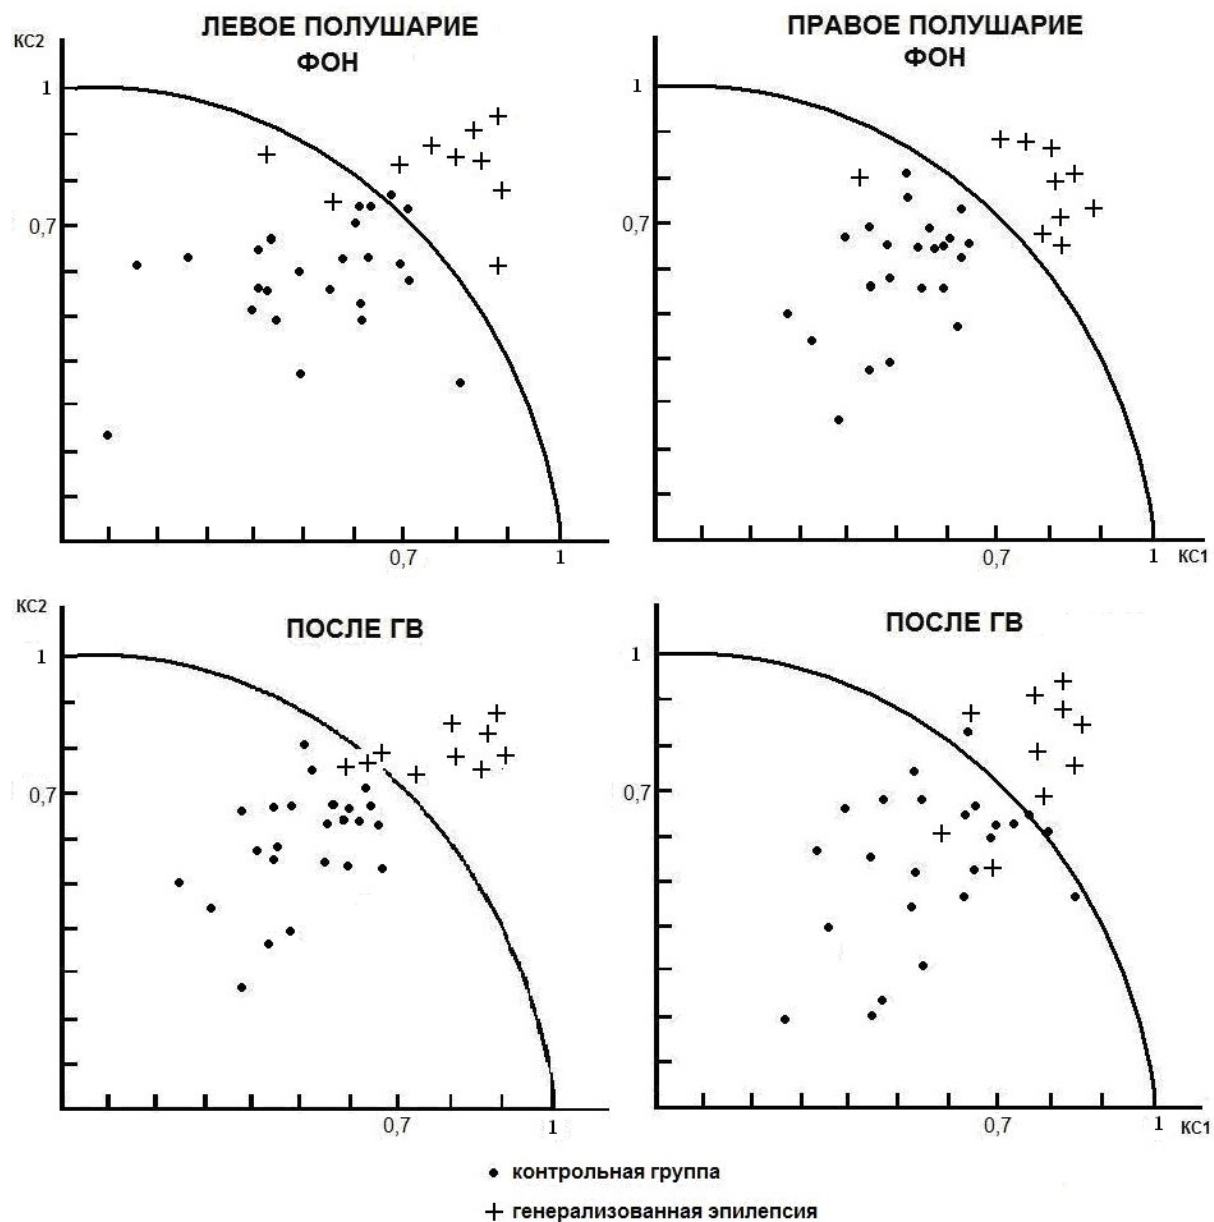 ЛЕВОЕ ПОЛУШАРИЕ
ФОН
КС2
1
0,7
0,7
1
ПРАВОЕ ПОЛУШАРИЕ
ФОН
1
0,7
0,7
1
КС1
ПОСЛЕ ГВ
КС2
1
0,7
0,7
1
ПОСЛЕ ГВ
1
0,7
0,7
1
КС1
контрольная группа
генерализованная эпилепсия